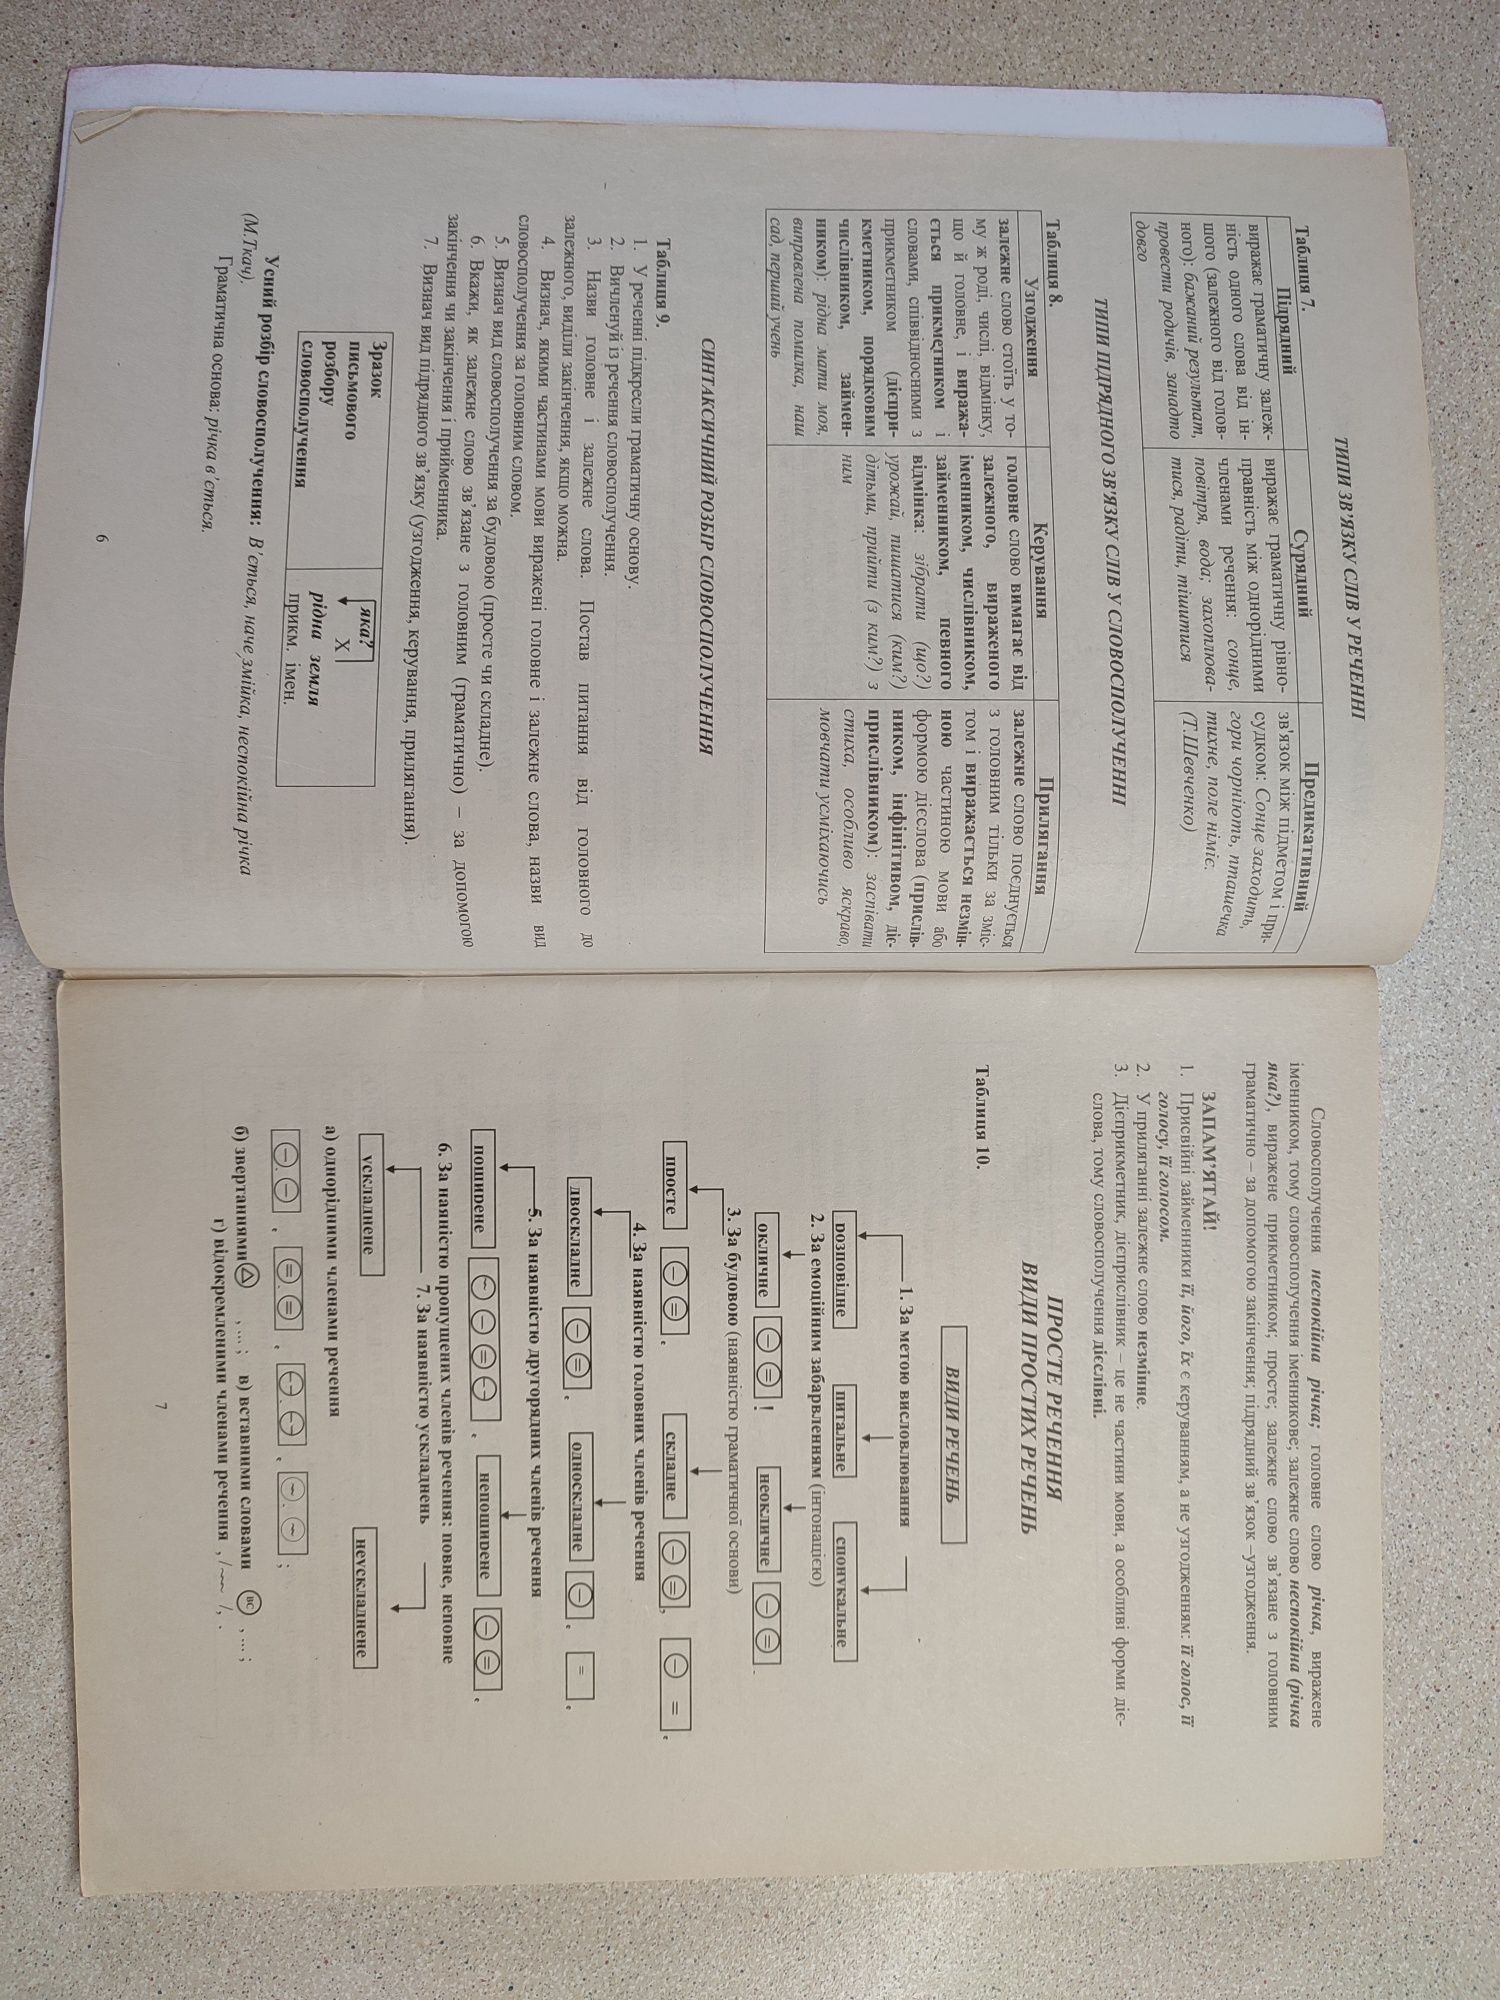 ТИПИ ЗВ’ЯЗКУ СЛІВ У РЕЧЕННІ
Таблиця 7.
Підрядний
виражає граматичну залеж-
ність одного слова від ін-
шого (залежного від голов-
ного): бажаний результат,
провести родичів, занадто
довго
Сурядний
виражає граматичну рівно-
правність між однорідними
членами речення: сонце,
повітря, вода; захоплюва-
тися, радіти, тішитися
Предикативний
зв'язок між підметом і при-
судком: Сонце заходить,
гори чорніють, пташечка
тихне, поле німіє.
(Т.Шевченко)
ТИПИ ПІДРЯДНОГО ЗВ’ЯЗКУ СЛІВ У СЛОВОСПОЛУЧЕННІ
Таблиця 8.
Узгодження
залежне слово стоїть у то-
му ж роді, числі, відмінку,
що й головне, і виража-
ється прикметником і
словами, співвідносними з
прикметником (дієпри-
кметником, порядковим
числівником, займен-
ником): рідна мати моя,
виправлена помилка, наш
сад, перший учень
Керування
головне слово вимагає від
залежного, вираженого
іменником, числівником,
займенником, певного
відмінка: зібрати (що?)
урожай, пишатися (ким?)
дітьми, прийти (з ким?) з
ним
Прилягання
залежне слово поєднується
з головним тільки за зміс-
том і виражається незмін-
ною частиною мови або
формою дієслова (прислів-
ником, інфінітивом, діє-
прислівником): заспівати
стиха, особливо яскраво,
мовчати усміхаючись
СИНТАКСИЧНИЙ РОЗБІР СЛОВОСПОЛУЧЕННЯ
Таблиця 9.
1. У реченні підкресли граматичну основу.
2. Вичленуй із речення словосполучення.
3. Назви головне і залежне слова. Постав питання від головного до
залежного, виділи закінчення, якщо можна.
4. Визнач, якими частинами мови виражені головне і залежне слова, назви вид
словосполучення за головним словом.
5. Визнач вид словосполучення за будовою (просте чи складне).
6. Вкажи, як залежне слово зв’язане з головним (граматично) – за допомогою
закінчення чи закінчення і прийменника.
7. Визнач вид підрядного зв’язку (узгодження, керування, прилягання).
Зразок
письмового
розбору
словосполучення
яка?
X
рідна земля
прикм. імен.
Усний розбір словосполучення: В’ється, наче змійка, неспокійна річка
(М.Ткач).
Граматична основа: річка в’ється.
6
Словосполучення неспокійна річка; головне слово річка, виражене
іменником, тому словосполучення іменникове; залежне слово неспокійна (річка
яка?), виражене прикметником; просте; залежне слово зв’язане з головним
граматично – за допомогою закінчення; підрядний зв’язок –узгодження.
ЗАПАМ’ЯТАЙ!
1. Присвійні займенники її, його, їх є керуванням, а не узгодженням: її голос, її
голосу, її голосом.
2. У приляганні залежне слово незмінне.
3. Дієприкметник, дієприслівник – це не частини мови, а особливі форми діє-
слова, тому словосполучення дієслівні.
ПРОСТЕ РЕЧЕННЯ
ВИДИ ПРОСТИХ РЕЧЕНЬ
Таблиця 10.
ВИДИ РЕЧЕНЬ
1. За метою висловлювання
розповідне питальне спонукальне
2. За емоційним забарвленням (інтонацією)
окличне – = ! неокличне – = .
3. За будовою (наявністю граматичної основи)
просте – = . складне – = , – = .
4. За наявністю головних членів речення
двоскладне – = . односкладне – . = .
5. За наявністю другорядних членів речення
поширене ~ – = – . непоширене – = .
6. За наяністю пропущених членів речення: повне, неповне
7. За наявністю ускладнень
ускладнене неускладнене
а) однорідними членами речення
– , – . = , = . – , – . ~ , ~ ;
б) звертаннями , ... ; в) вставними словами ВС , ... ;
г) відокремленими членами речення , /~~~ /, .
7